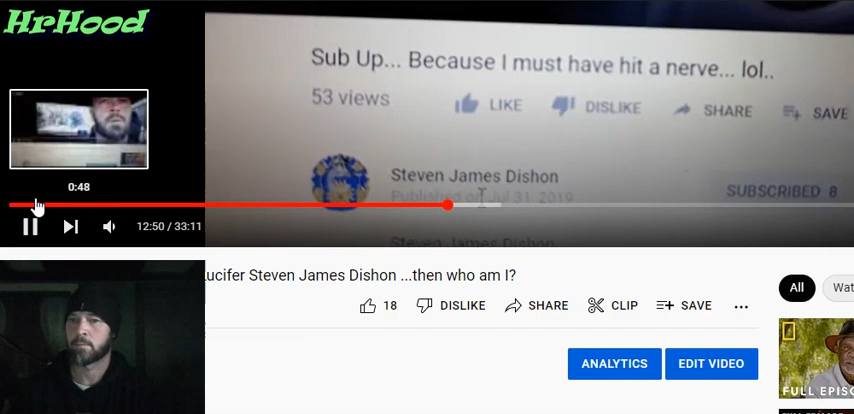 HrHood
Sub Up... Because I must have hit a nerve... lol..
53 views
LIKE DISLIKE SHARE SAVE
Steven James Dishon
Published on Jul 31, 2019
SUBSCRIBED 8
0:48
12:50 / 33:11
Steven James Dishon
ucifer Steven James Dishon ...then who am I?
18 DISLIKE SHARE CLIP SAVE ...
All Wat
ANALYTICS EDIT VIDEO
FULL EPISO